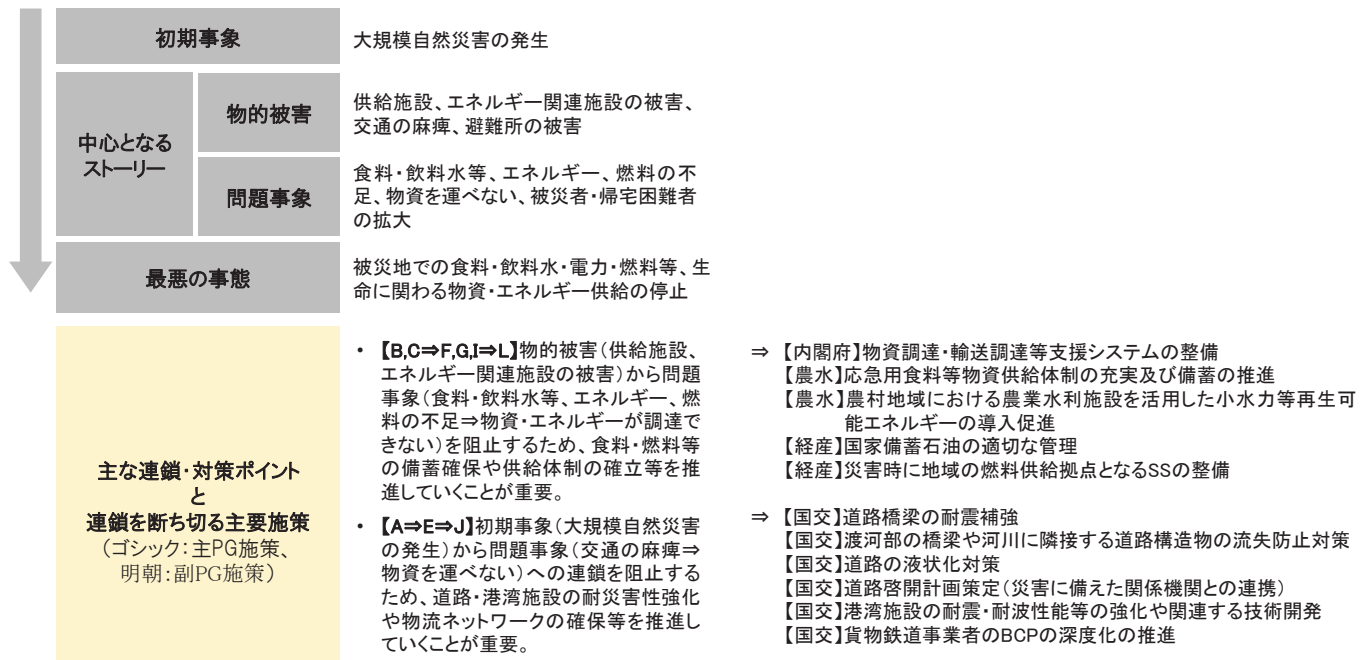 初期事象
大規模自然災害の発生
中心となる
ストーリー
物的被害
供給施設、エネルギー関連施設の被害、
交通の麻痺、避難所の被害
問題事象
食料・飲料水等、エネルギー、燃料の不
足、物資を運べない、被災者・帰宅困難者
の拡大
最悪の事態
被災地での食料・飲料水・電力・燃料等、生
命に関わる物資・エネルギー供給の停止
主な連鎖・対策ポイント
と
連鎖を断ち切る主要施策
（ゴシック：主PG施策、
明朝：副PG施策）
・ 【B,C⇒F,G,I⇒L】物的被害（供給施設、
エネルギー関連施設の被害）から問題
事象（食料・飲料水等、エネルギー、燃
料の不足⇒物資・エネルギーが調達で
きない）を阻止するため、食料・燃料等
の備蓄確保や供給体制の確立等を推
進していくことが重要。
⇒ 【内閣府】物資調達・輸送調達等支援システムの整備
【農水】応急用食料等物資供給体制の充実及び備蓄の推進
【農水】農村地域における農業水利施設を活用した小水力等再生可
能エネルギーの導入促進
【経産】国家備蓄石油の適切な管理
【経産】災害時に地域の燃料供給拠点となるSSの整備
・ 【A⇒E⇒J】初期事象（大規模自然災害
の発生）から問題事象（交通の麻痺⇒
物資を運べない）への連鎖を阻止する
ため、道路・港湾施設の耐災害性強化
や物流ネットワークの確保等を推進し
ていくことが重要。
⇒ 【国交】道路橋梁の耐震補強
【国交】渡河部の橋梁や河川に隣接する道路構造物の流失防止対策
【国交】道路の液状化対策
【国交】道路啓開計画策定（災害に備えた関係機関との連携）
【国交】港湾施設の耐震・耐波性能等の強化や関連する技術開発
【国交】貨物鉄道事業者のBCPの深度化の推進